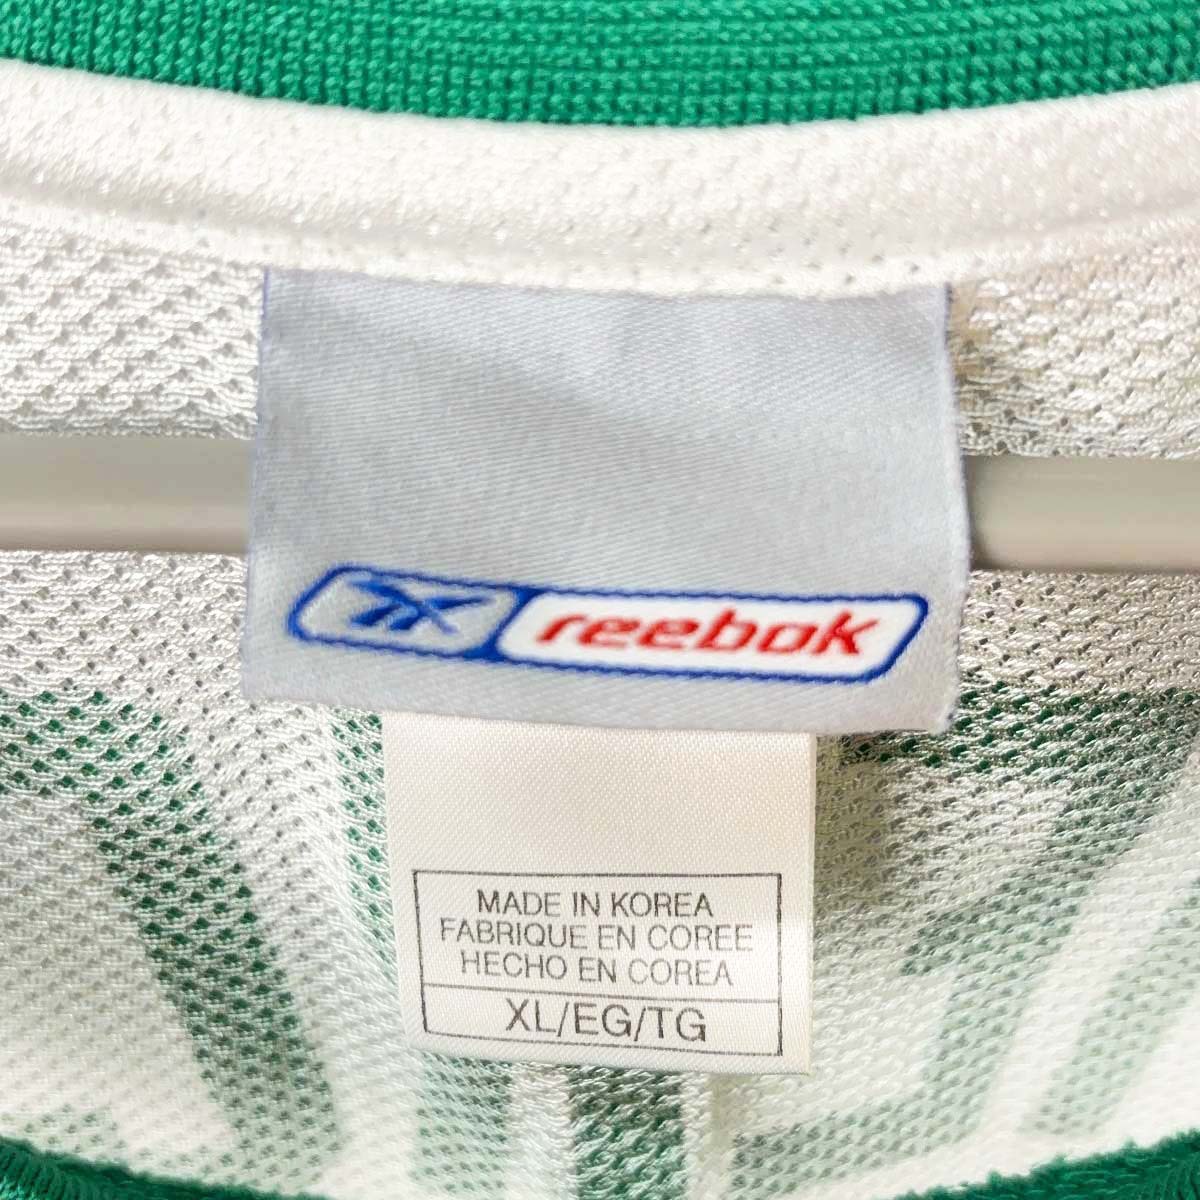 reebok
MADE IN KOREA
FABRIQUE EN COREE
HECHO EN COREA
XL/EG/TG